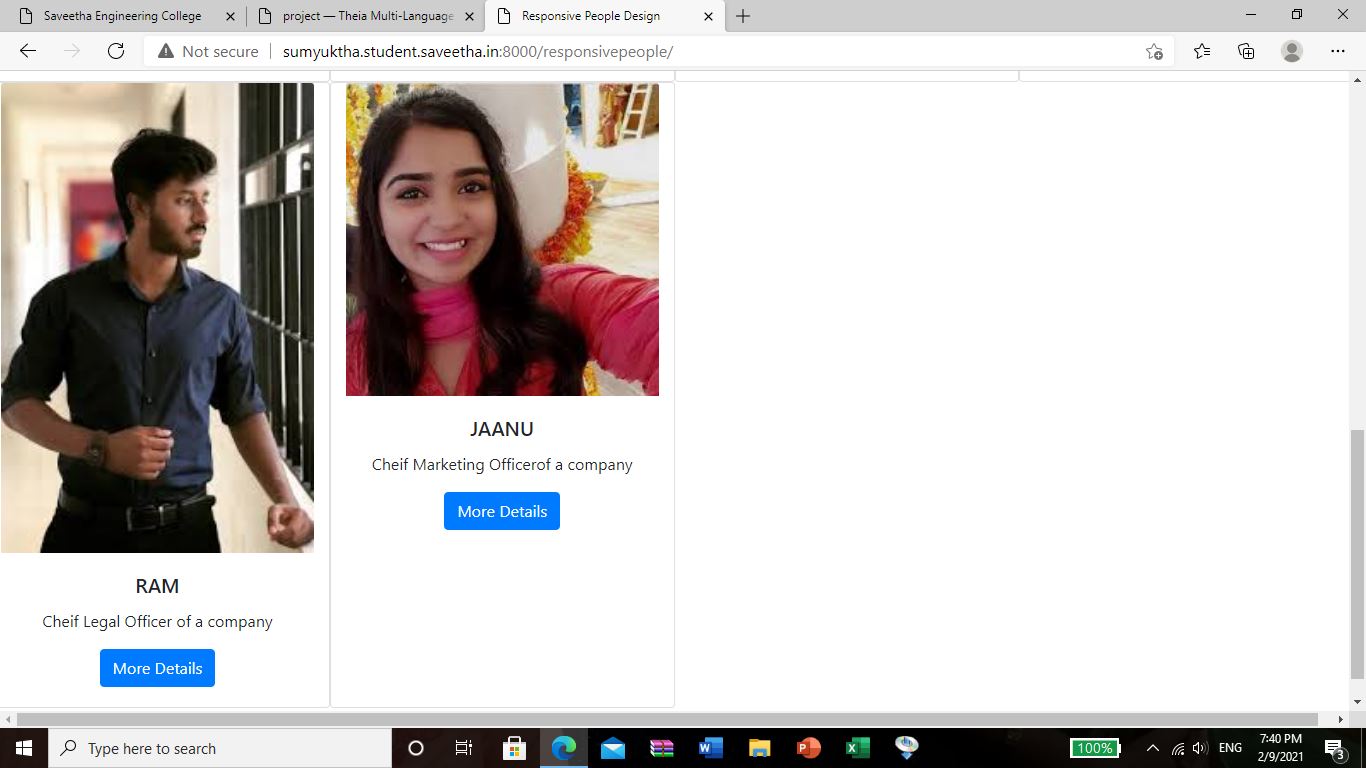 Saveetha Engineering College
project — Theia Multi-Language
Responsive People Design
Not secure
sumyuktha.student.saveetha.in:8000/responsivepeople/
RAM
Cheif Legal Officer of a company
More Details
JAANU
Cheif Marketing Officerof a company
More Details
Type here to search
100%
ENG
7:40 PM
2/9/2021
3